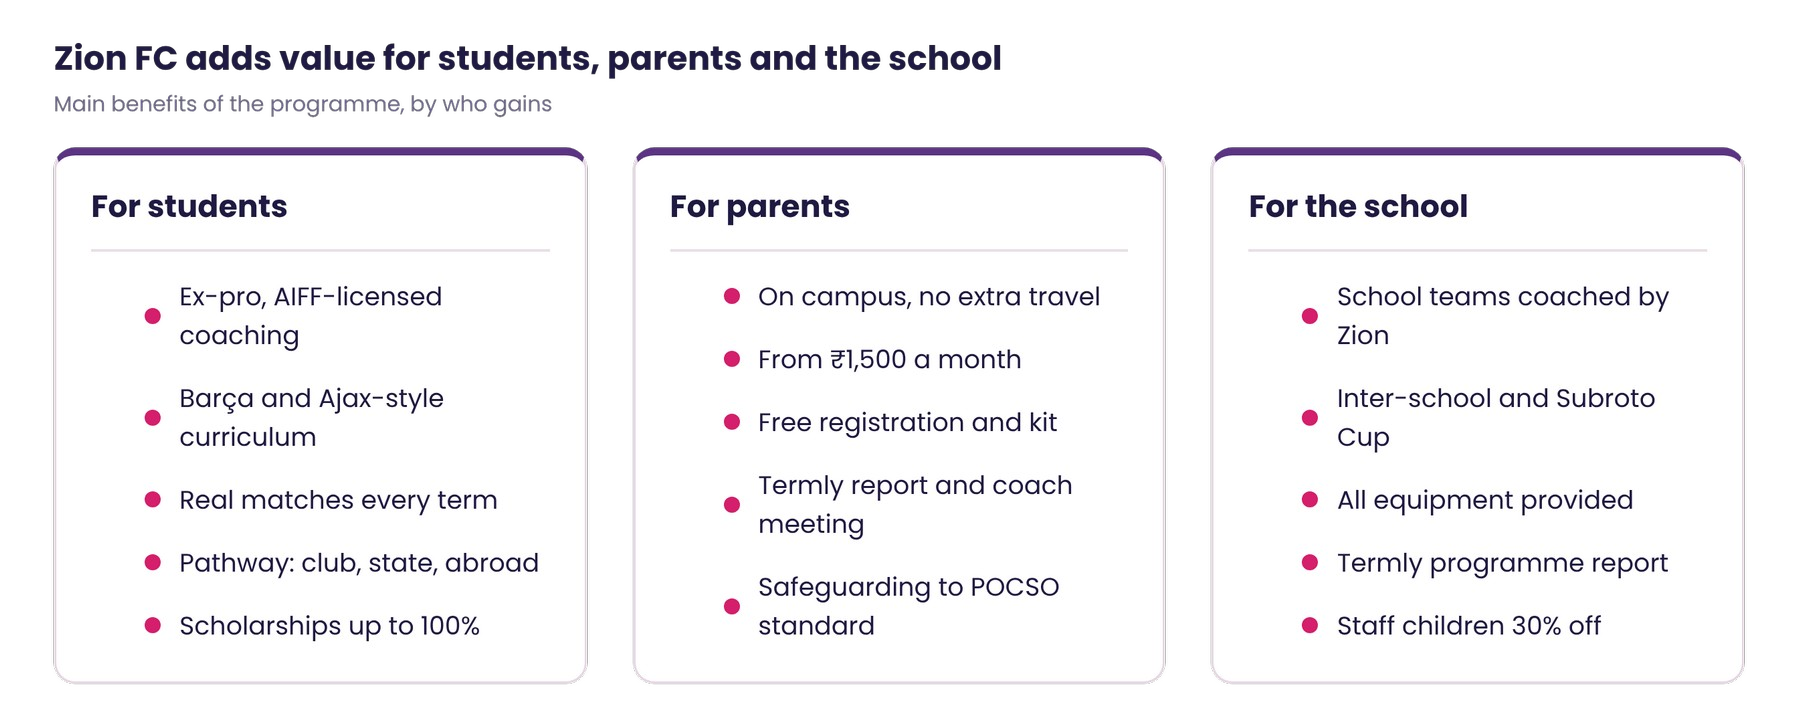 Zion FC adds value for students, parents and the school
Main benefits of the programme, by who gains
For students
Ex-pro, AIFF-licensed
coaching
Barça and Ajax-style
curriculum
Real matches every term
Pathway: club, state, abroad
Scholarships up to 100%
For parents
On campus, no extra travel
From ₹1,500 a month
Free registration and kit
Termly report and coach
meeting
Safeguarding to POCSO
standard
For the school
School teams coached by
Zion
Inter-school and Subroto
Cup
All equipment provided
Termly programme report
Staff children 30% off